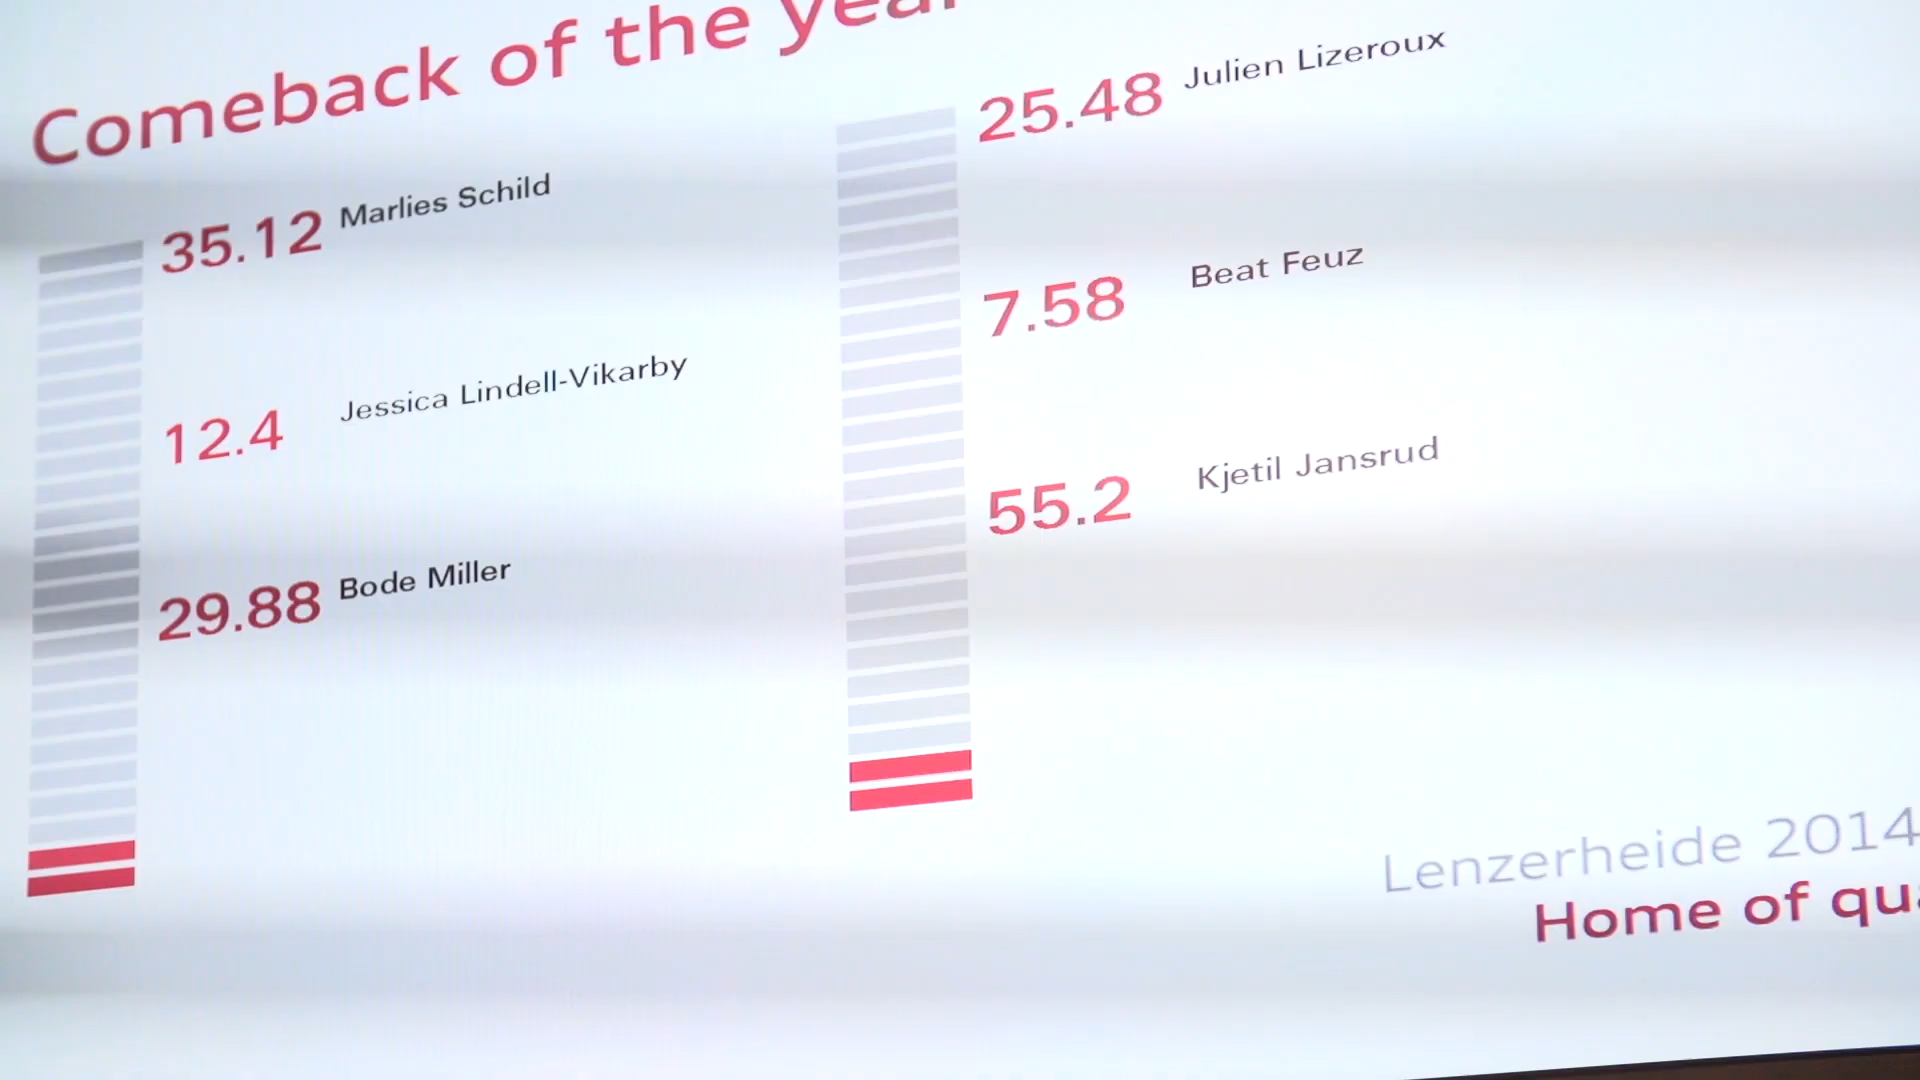 Comeback of the year
35.12 Marlies Schild
12.4 Jessica Lindell-Vikarby
29.88 Bode Miller
25.48 Julien Lizeroux
7.58 Beat Feuz
55.2 Kjetil Jansrud
Lenzerheide 2014
Home of